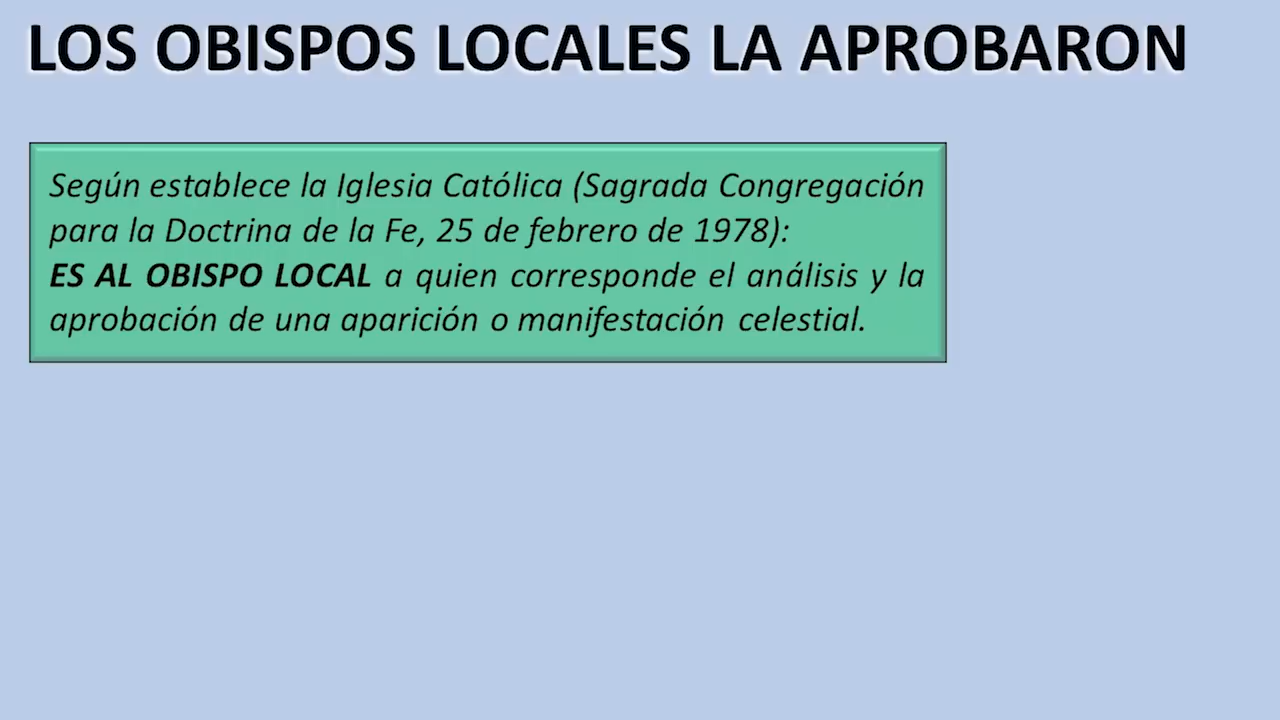 LOS OBISPOS LOCALES LA APROBARON
Según establece la Iglesia Católica (Sagrada Congregación
para la Doctrina de la Fe, 25 de febrero de 1978):
ES AL OBISPO LOCAL a quien corresponde el análisis y la
aprobación de una aparición o manifestación celestial.